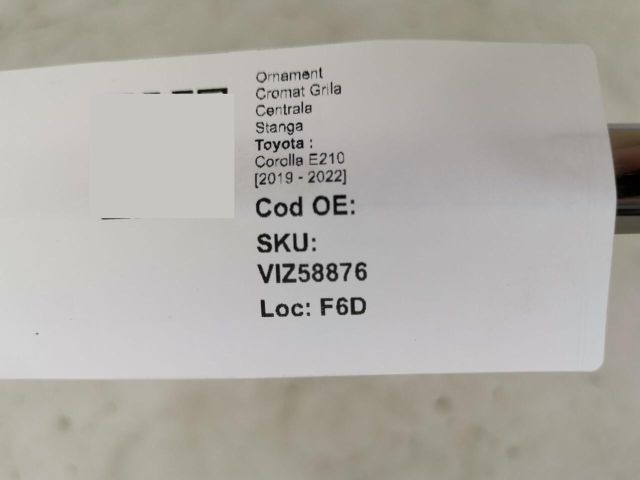 Ornament
Cromat Grila
Centrala
Stanga
Toyota :
Corolla E210
[2019 - 2022]
Cod OE:
SKU:
VIZ58876
Loc: F6D